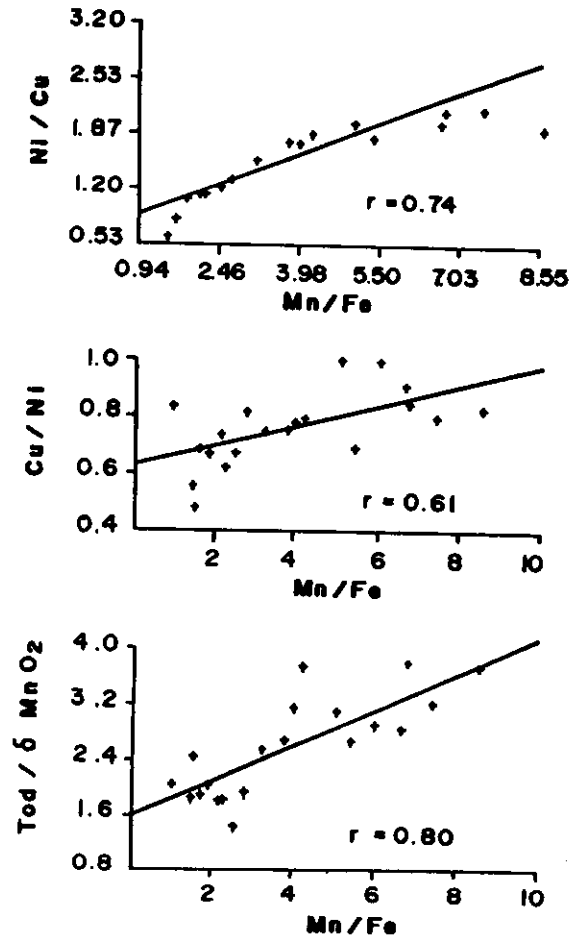 3.20
2.53
1.87
1.20
0.53
Ni/Cu
r = 0.74
0.94 2.46 3.98 5.50 7.03 8.55
Mn/Fe
1.0
0.8
0.6
0.4
Cu/Ni
r = 0.61
2 4 6 8 10
Mn/Fe
4.0
3.2
2.4
1.6
0.8
Tod / δ MnO2
r = 0.80
2 4 6 8 10
Mn/Fe